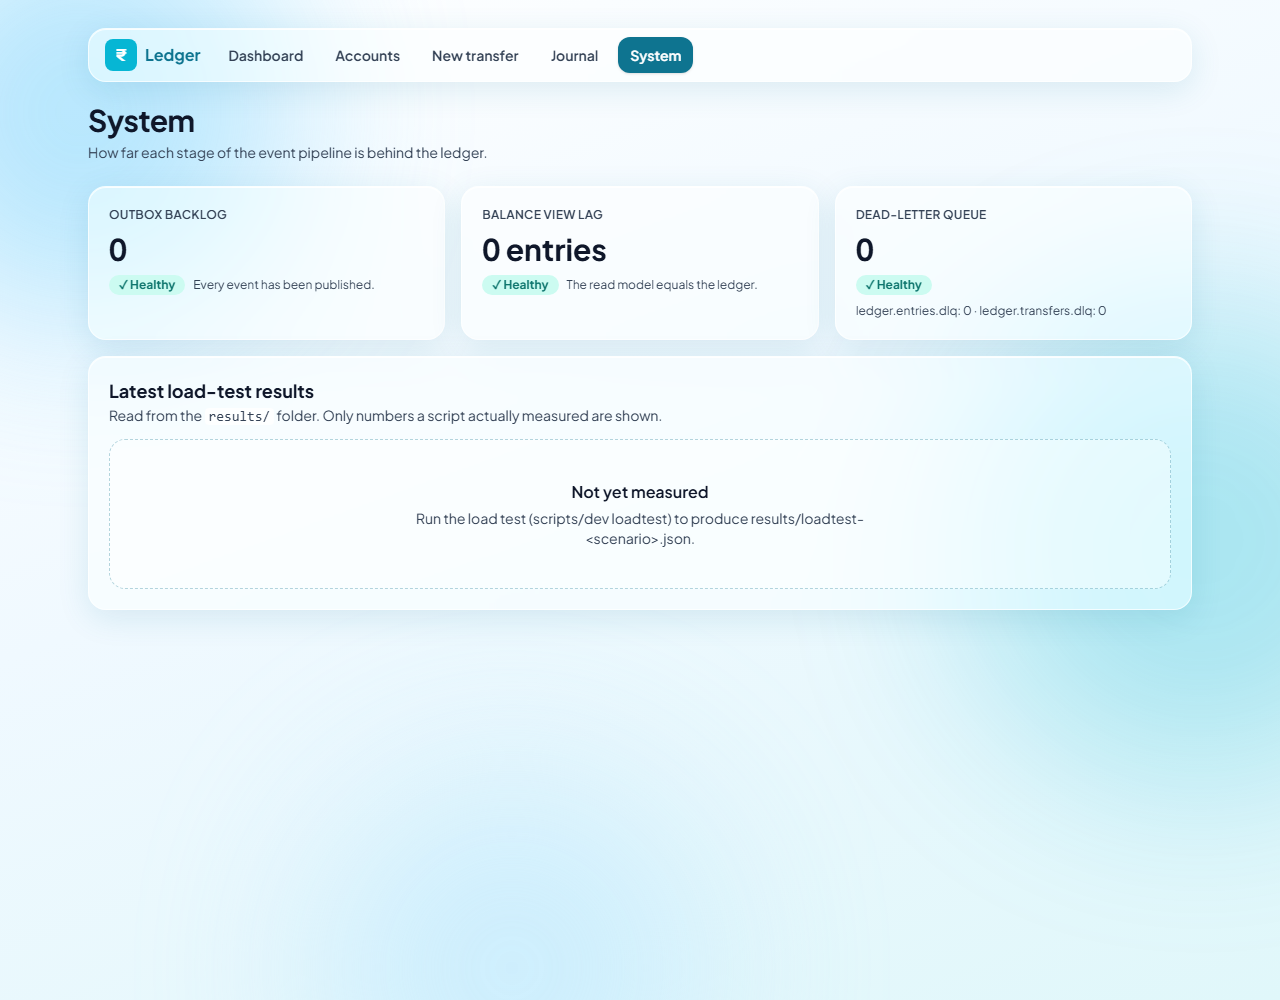 ₹ Ledger Dashboard Accounts New transfer Journal System
System
How far each stage of the event pipeline is behind the ledger.
OUTBOX BACKLOG
0
✓ Healthy Every event has been published.
BALANCE VIEW LAG
0 entries
✓ Healthy The read model equals the ledger.
DEAD-LETTER QUEUE
0
✓ Healthy
ledger.entries.dlq: 0 · ledger.transfers.dlq: 0
Latest load-test results
Read from the results/ folder. Only numbers a script actually measured are shown.
Not yet measured
Run the load test (scripts/dev loadtest) to produce results/loadtest-
<scenario>.json.